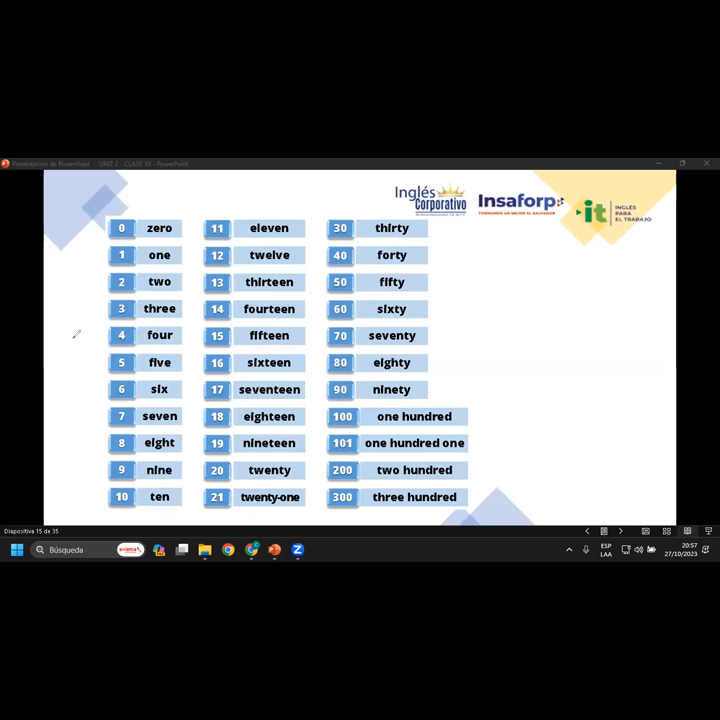 Presentación de PowerPoint - UNIT 2 - CLASS 10 - PowerPoint
Inglés
Corporativo
Insaforp
FORMANDO UN MEJOR EL SALVADOR
it
INGLÉS
PARA
EL TRABAJO
0 zero
1 one
2 two
3 three
4 four
5 five
6 six
7 seven
8 eight
9 nine
10 ten
11 eleven
12 twelve
13 thirteen
14 fourteen
15 fifteen
16 sixteen
17 seventeen
18 eighteen
19 nineteen
20 twenty
21 twenty-one
30 thirty
40 forty
50 fifty
60 sixty
70 seventy
80 eighty
90 ninety
100 one hundred
101 one hundred one
200 two hundred
300 three hundred
Diapositiva 15 de 35
Búsqueda
avanza
ESP
LAA
20:57
27/10/2023